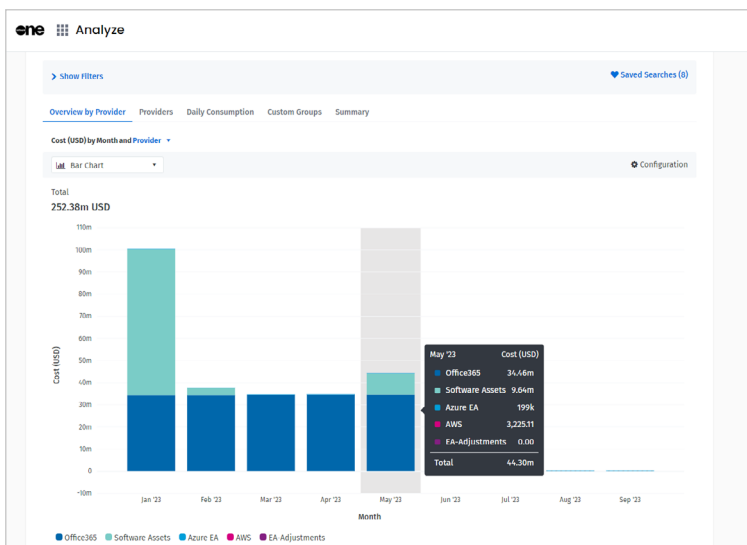 one Analyze
Show Filters
Saved Searches (8)
Overview by Provider Providers Daily Consumption Custom Groups Summary
Cost (USD) by Month and Provider
Bar Chart
Configuration
Total
252.38m USD
110m
100m
90m
80m
70m
60m
50m
40m
30m
20m
10m
0
-10m
Cost (USD)
May '23 Cost (USD)
Office365 34.46m
Software Assets 9.64m
Azure EA 199k
AWS 3,225.11
EA-Adjustments 0.00
Total 44.30m
Jan '23 Feb '23 Mar '23 Apr '23 May '23 Jun '23 Jul '23 Aug '23 Sep '23
Month
Office365 Software Assets Azure EA AWS EA-Adjustments